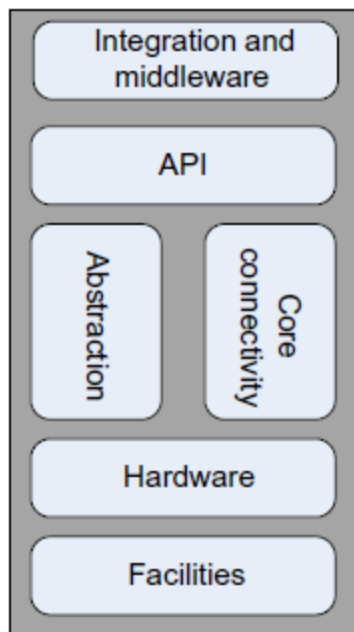 Integration and
middleware
API
Abstraction
Core
connectivity
Hardware
Facilities